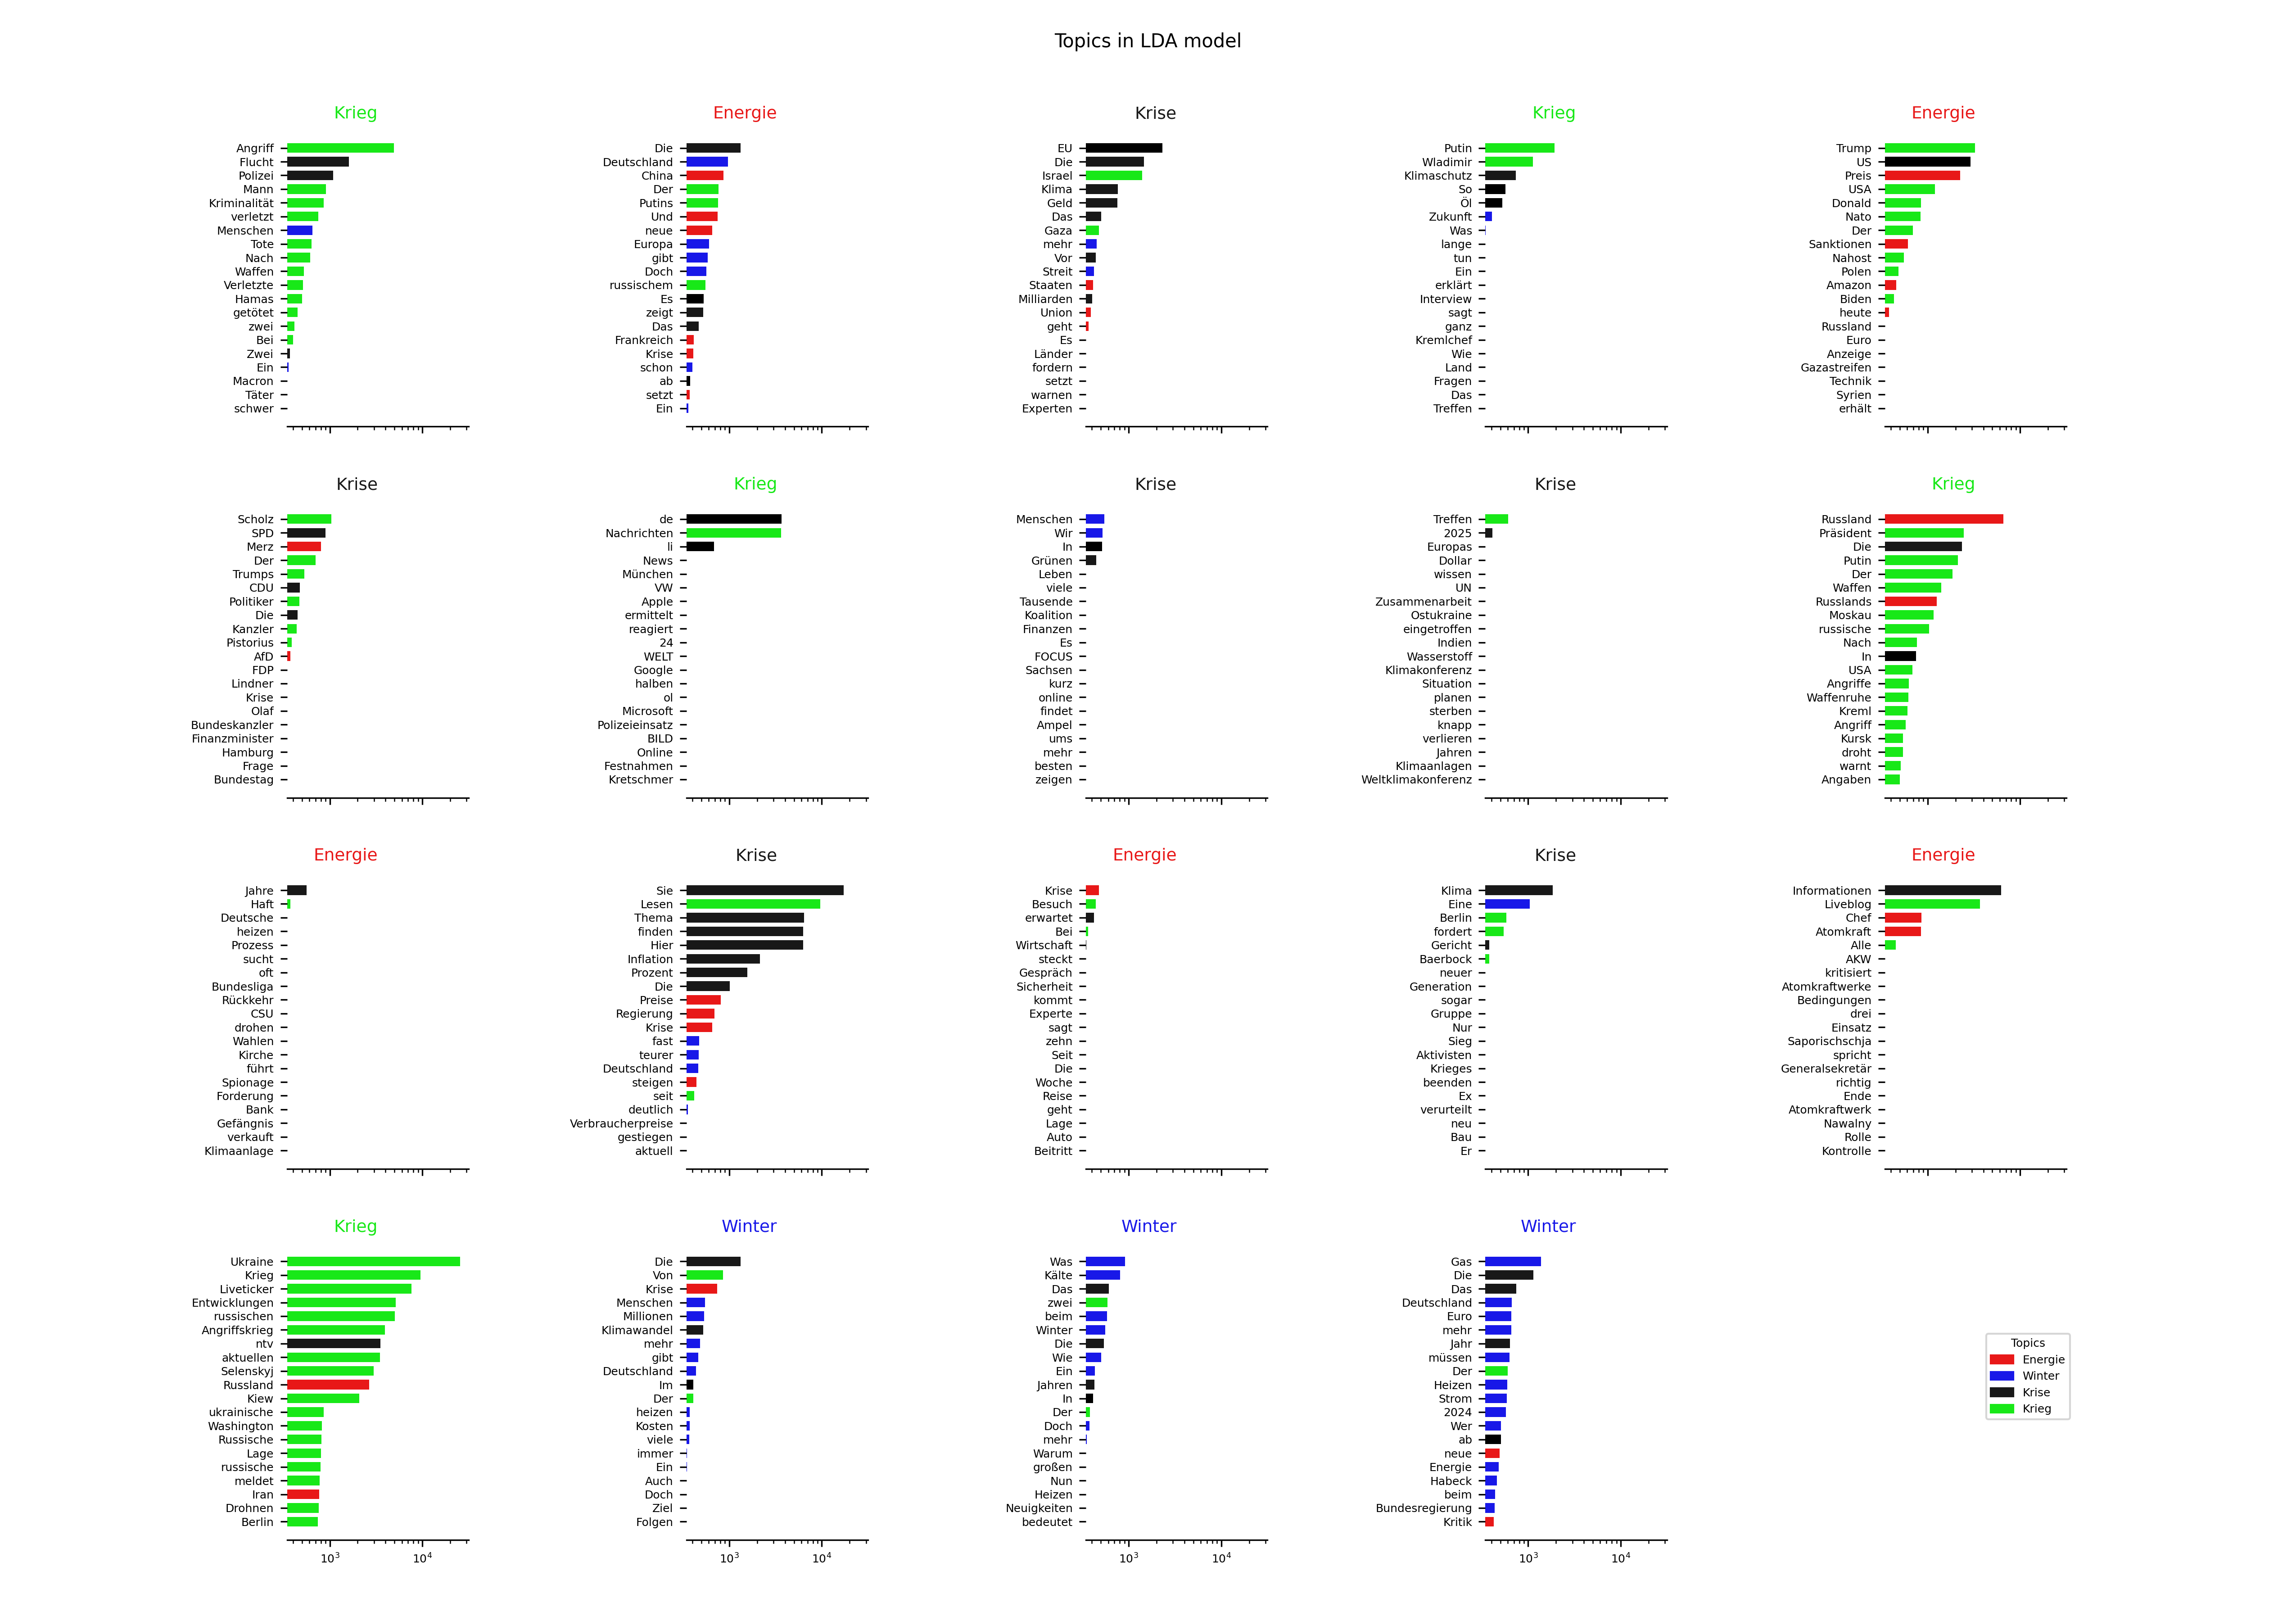 Topics in LDA model
Krieg
Angriff
Flucht
Polizei
Mann
Kriminalität
verletzt
Menschen
Tote
Nach
Waffen
Verletzte
Hamas
getötet
zwei
Bei
Zwei
Ein
Macron
Täter
schwer
Energie
Die
Deutschland
China
Der
Putins
Und
neue
Europa
gibt
Doch
russischem
Es
zeigt
Das
Frankreich
Krise
schon
ab
setzt
Ein
Krise
EU
Die
Israel
Klima
Geld
Das
Gaza
mehr
Vor
Streit
Staaten
Milliarden
Union
geht
Es
Länder
fordern
setzt
warnen
Experten
Krieg
Putin
Wladimir
Klimaschutz
So
Öl
Zukunft
Was
lange
tun
Ein
erklärt
Interview
sagt
ganz
Kremlchef
Wie
Land
Fragen
Das
Treffen
Energie
Trump
US
Preis
USA
Donald
Nato
Der
Sanktionen
Nahost
Polen
Amazon
Biden
heute
Russland
Euro
Anzeige
Gazastreifen
Technik
Syrien
erhält
Krise
Scholz
SPD
Merz
Der
Trumps
CDU
Politiker
Die
Kanzler
Pistorius
AfD
FDP
Lindner
Krise
Olaf
Bundeskanzler
Finanzminister
Hamburg
Frage
Bundestag
Krieg
de
Nachrichten
li
News
München
VW
Apple
ermittelt
reagiert
24
WELT
Google
halben
ol
Microsoft
Polizeieinsatz
BILD
Online
Festnahmen
Kretschmer
Krise
Menschen
Wir
In
Grünen
Leben
viele
Tausende
Koalition
Finanzen
Es
FOCUS
Sachsen
kurz
online
findet
Ampel
ums
mehr
besten
zeigen
Krise
Treffen
2025
Europas
Dollar
wissen
UN
Zusammenarbeit
Ostukraine
eingetroffen
Indien
Wasserstoff
Klimakonferenz
Situation
planen
sterben
knapp
verlieren
Jahren
Klimaanlagen
Weltklimakonferenz
Krieg
Russland
Präsident
Die
Putin
Der
Waffen
Russlands
Moskau
russische
Nach
In
USA
Angriffe
Waffenruhe
Kreml
Angriff
Kursk
droht
warnt
Angaben
Energie
Jahre
Haft
Deutsche
heizen
Prozess
sucht
oft
Bundesliga
Rückkehr
CSU
drohen
Wahlen
Kirche
führt
Spionage
Forderung
Bank
Gefängnis
verkauft
Klimaanlage
Krise
Sie
Lesen
Thema
finden
Hier
Inflation
Prozent
Die
Preise
Regierung
Krise
fast
teurer
Deutschland
steigen
seit
deutlich
Verbraucherpreise
gestiegen
aktuell
Energie
Krise
Besuch
erwartet
Bei
Wirtschaft
steckt
Gespräch
Sicherheit
kommt
Experte
sagt
zehn
Seit
Die
Woche
Reise
geht
Lage
Auto
Beitritt
Krise
Klima
Eine
Berlin
fordert
Gericht
Baerbock
neuer
Generation
sogar
Gruppe
Nur
Sieg
Aktivisten
Krieges
beenden
Ex
verurteilt
neu
Bau
Er
Energie
Informationen
Liveblog
Chef
Atomkraft
Alle
AKW
kritisiert
Atomkraftwerke
Bedingungen
drei
Einsatz
Saporischschja
spricht
Generalsekretär
richtig
Ende
Atomkraftwerk
Nawalny
Rolle
Kontrolle
Krieg
Ukraine
Krieg
Liveticker
Entwicklungen
russischen
Angriffskrieg
ntv
aktuellen
Selenskyj
Russland
Kiew
ukrainische
Washington
Russische
Lage
russische
meldet
Iran
Drohnen
Berlin
10³ 10⁴
Winter
Die
Von
Krise
Menschen
Millionen
Klimawandel
mehr
gibt
Deutschland
Im
Der
heizen
Kosten
viele
immer
Ein
Auch
Doch
Ziel
Folgen
10³ 10⁴
Winter
Was
Kälte
Das
zwei
beim
Winter
Die
Wie
Ein
Jahren
In
Der
Doch
mehr
Warum
großen
Nun
Heizen
Neuigkeiten
bedeutet
10³ 10⁴
Winter
Gas
Die
Das
Deutschland
Euro
mehr
Jahr
müssen
Der
Heizen
Strom
2024
Wer
ab
neue
Energie
Habeck
beim
Bundesregierung
Kritik
10³ 10⁴
Topics
Energie
Winter
Krise
Krieg